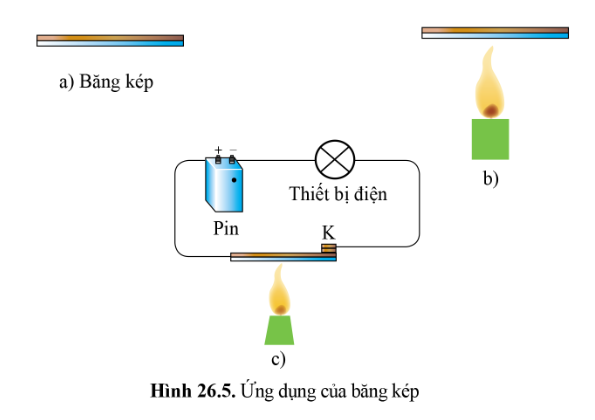 a) Băng kép
b)
+ −
Thiết bị điện
Pin
K
c)
Hình 26.5. Ứng dụng của băng kép